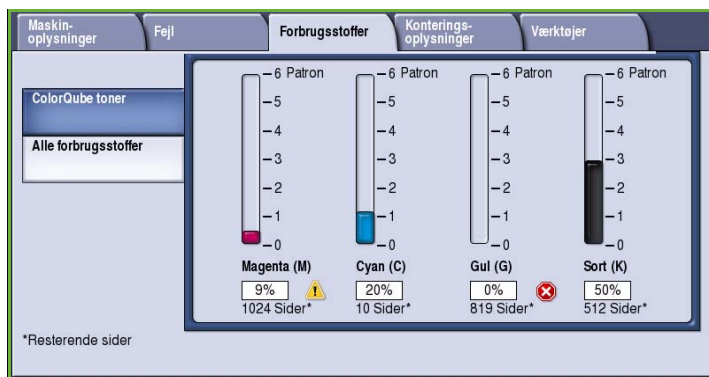 Maskin-
oplysninger
Fejl
Forbrugsstoffer
Konterings-
oplysninger
Værktøjer
ColorQube toner
Alle forbrugsstoffer
6 Patron
5
4
3
2
1
0
Magenta (M)
9%
1024 Sider*
6 Patron
5
4
3
2
1
0
Cyan (C)
20%
10 Sider*
6 Patron
5
4
3
2
1
0
Gul (G)
0%
819 Sider*
6 Patron
5
4
3
2
1
0
Sort (K)
50%
512 Sider*
*Resterende sider